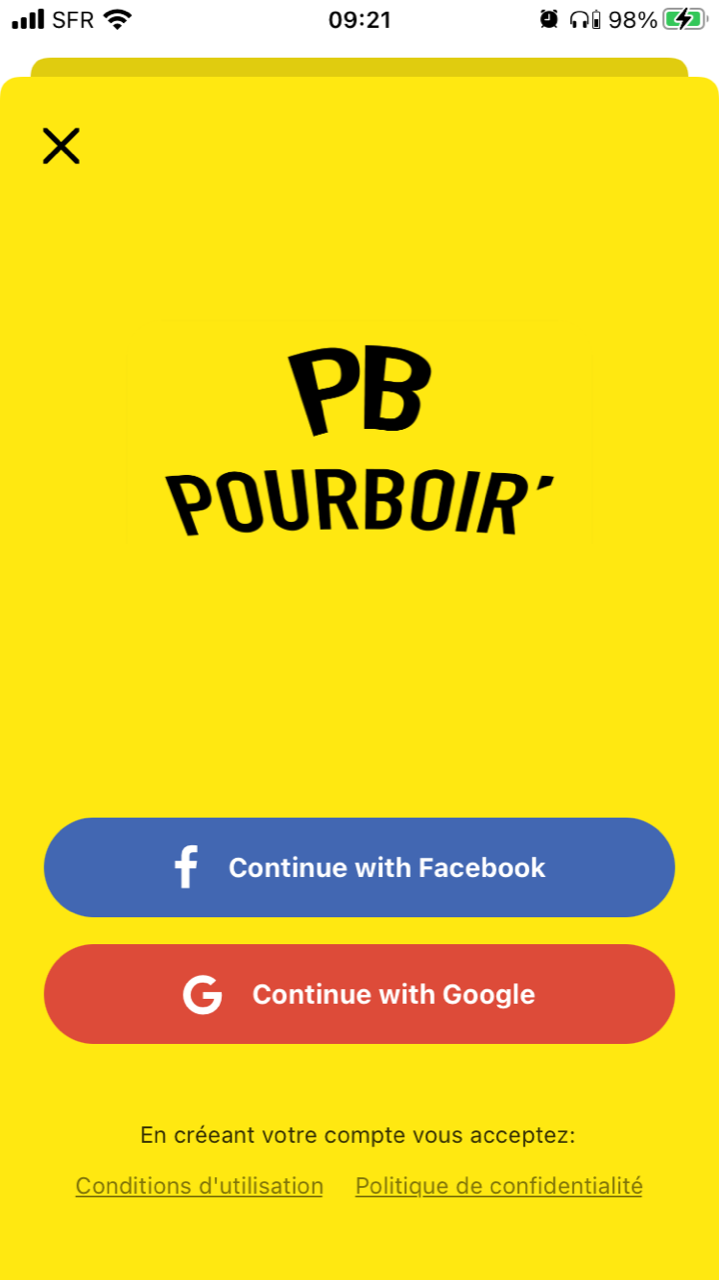 SFR 09:21 98%
PB
POURBOIR’
Continue with Facebook
G Continue with Google
En créeant votre compte vous acceptez:
Conditions d'utilisation Politique de confidentialité